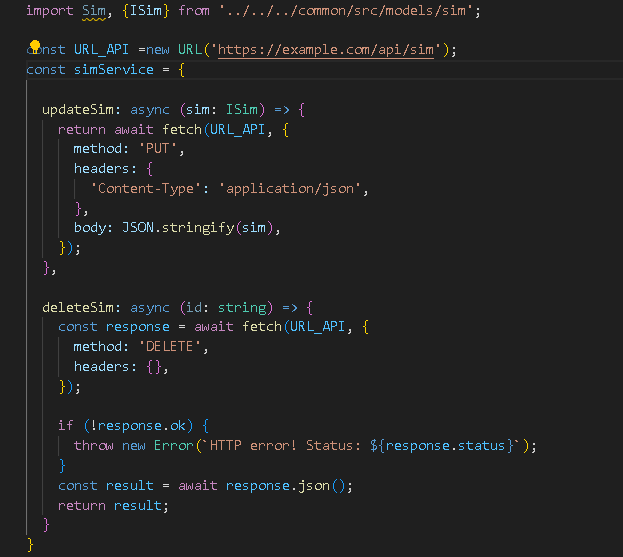 import Sim, {ISim} from '../../../common/src/models/sim';
const URL_API =new URL('https://example.com/api/sim');
const simService = {
updateSim: async (sim: ISim) => {
return await fetch(URL_API, {
method: 'PUT',
headers: {
'Content-Type': 'application/json',
},
body: JSON.stringify(sim),
});
},
deleteSim: async (id: string) => {
const response = await fetch(URL_API, {
method: 'DELETE',
headers: {},
});
if (!response.ok) {
throw new Error(`HTTP error! Status: ${response.status}`);
}
const result = await response.json();
return result;
}
}